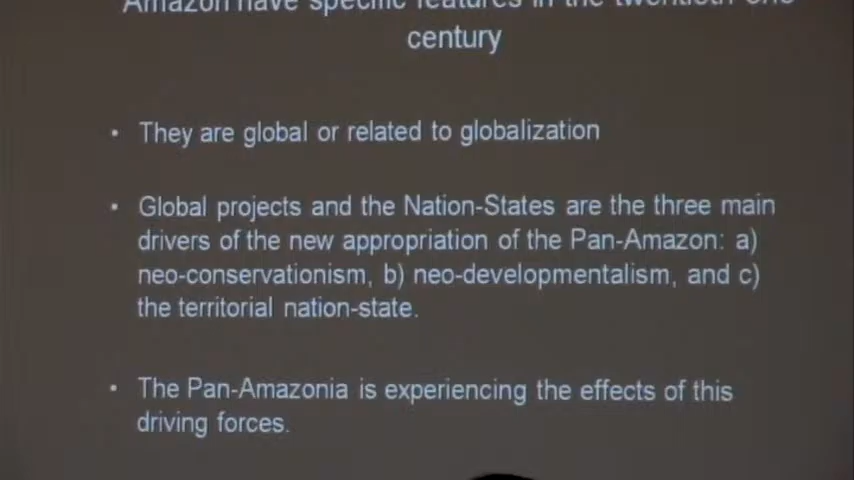 Amazon have specific features in the twentieth one
century
• They are global or related to globalization
• Global projects and the Nation-States are the three main
drivers of the new appropriation of the Pan-Amazon: a)
neo-conservationism, b) neo-developmentalism, and c)
the territorial nation-state.
• The Pan-Amazonia is experiencing the effects of this
driving forces.